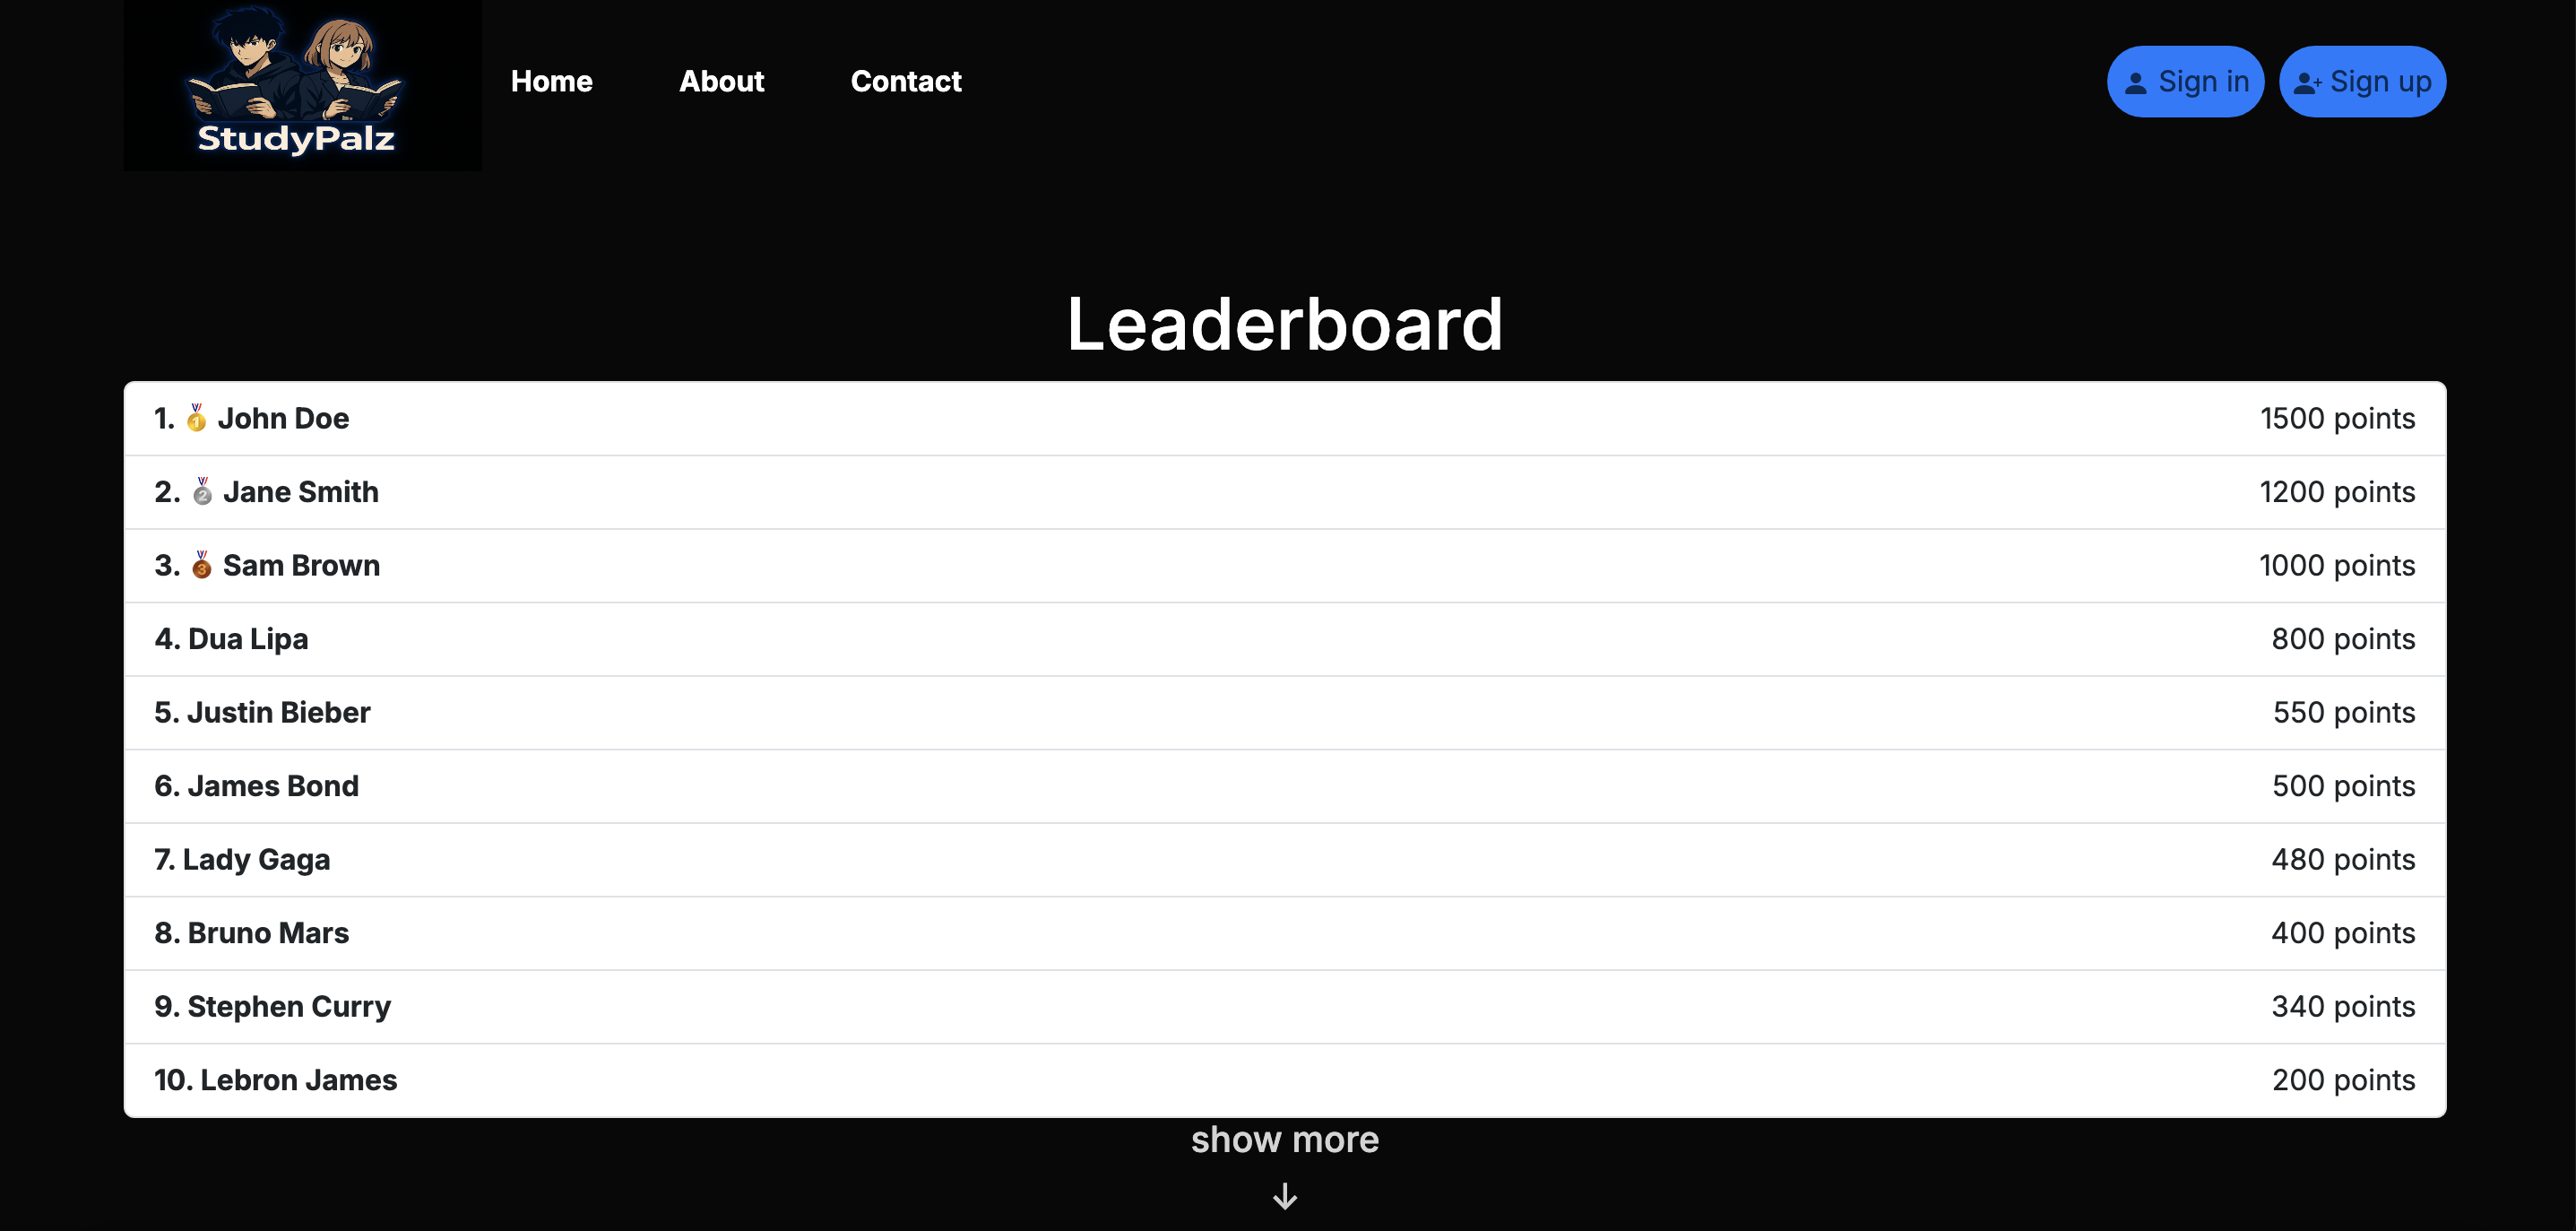 StudyPalz
Home
About
Contact
Sign in
Sign up
Leaderboard
1. 🥇 John Doe 1500 points
2. 🥈 Jane Smith 1200 points
3. 🥉 Sam Brown 1000 points
4. Dua Lipa 800 points
5. Justin Bieber 550 points
6. James Bond 500 points
7. Lady Gaga 480 points
8. Bruno Mars 400 points
9. Stephen Curry 340 points
10. Lebron James 200 points
show more
↓